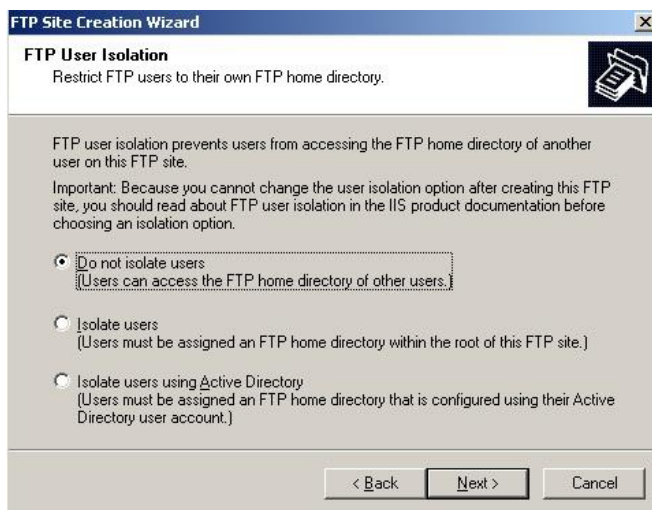 FTP Site Creation Wizard
FTP User Isolation
Restrict FTP users to their own FTP home directory.
FTP user isolation prevents users from accessing the FTP home directory of another
user on this FTP site.
Important: Because you cannot change the user isolation option after creating this FTP
site, you should read about FTP user isolation in the IIS product documentation before
choosing an isolation option.
Do not isolate users
(Users can access the FTP home directory of other users.)
Isolate users
(Users must be assigned an FTP home directory within the root of this FTP site.)
Isolate users using Active Directory
(Users must be assigned an FTP home directory that is configured using their Active
Directory user account.)
< Back Next > Cancel